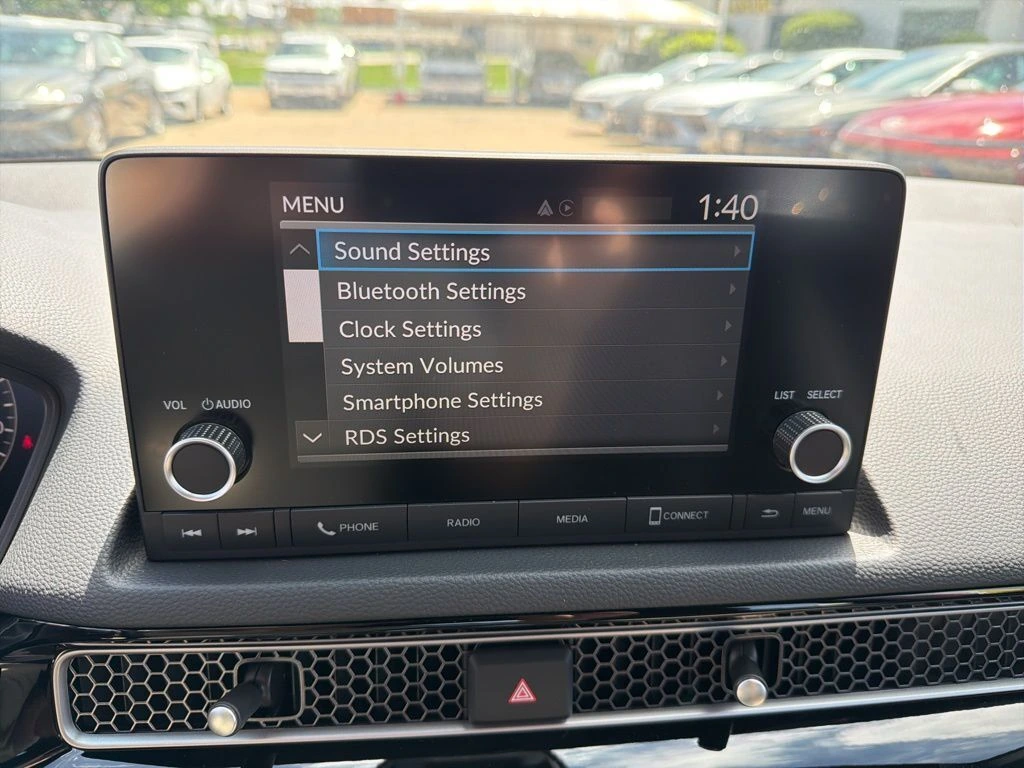 MENU 1:40
Sound Settings
Bluetooth Settings
Clock Settings
System Volumes
Smartphone Settings
RDS Settings
VOL AUDIO
LIST SELECT
PHONE RADIO MEDIA CONNECT MENU